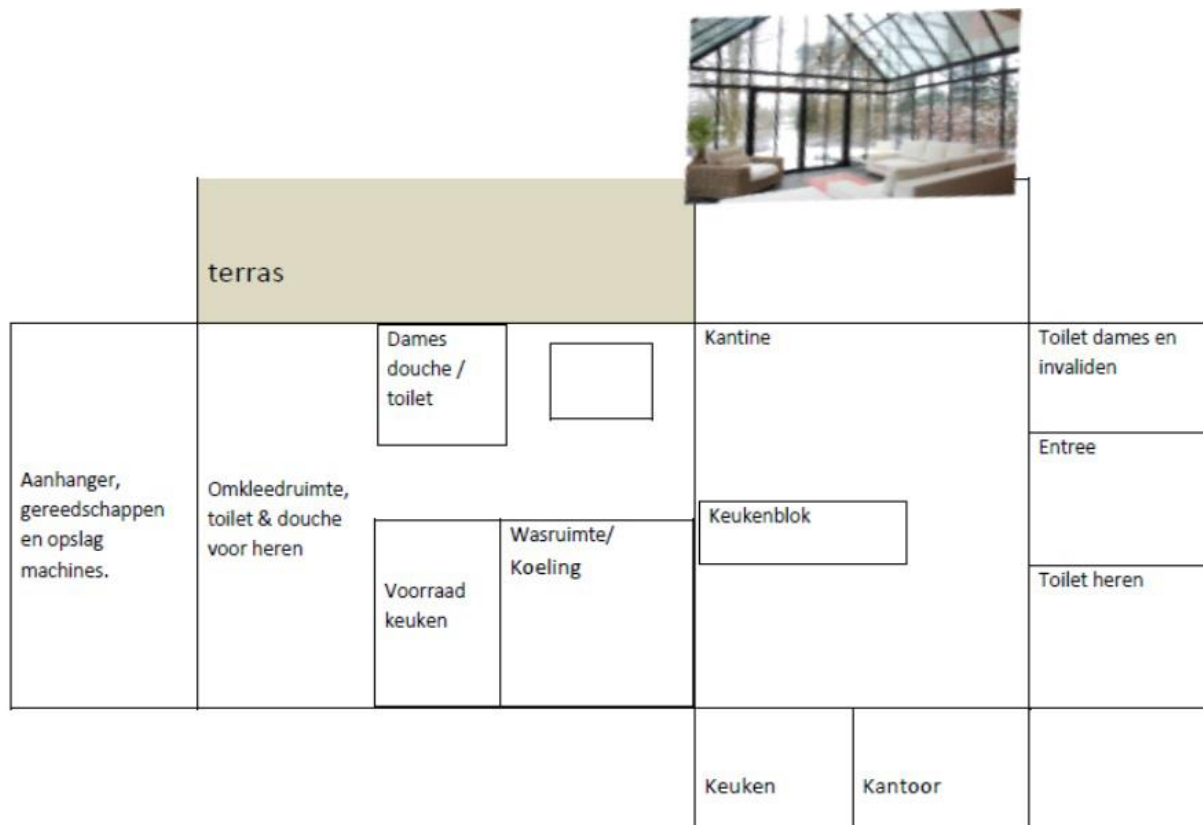 terras
Dames
douche /
toilet
Kantine
Toilet dames en
invaliden
Entree
Aanhanger,
gereedschappen
en opslag
machines.
Omkleedruimte,
toilet & douche
voor heren
Keukenblok
Wasruimte/
Koeling
Voorraad
keuken
Toilet heren
Keuken
Kantoor